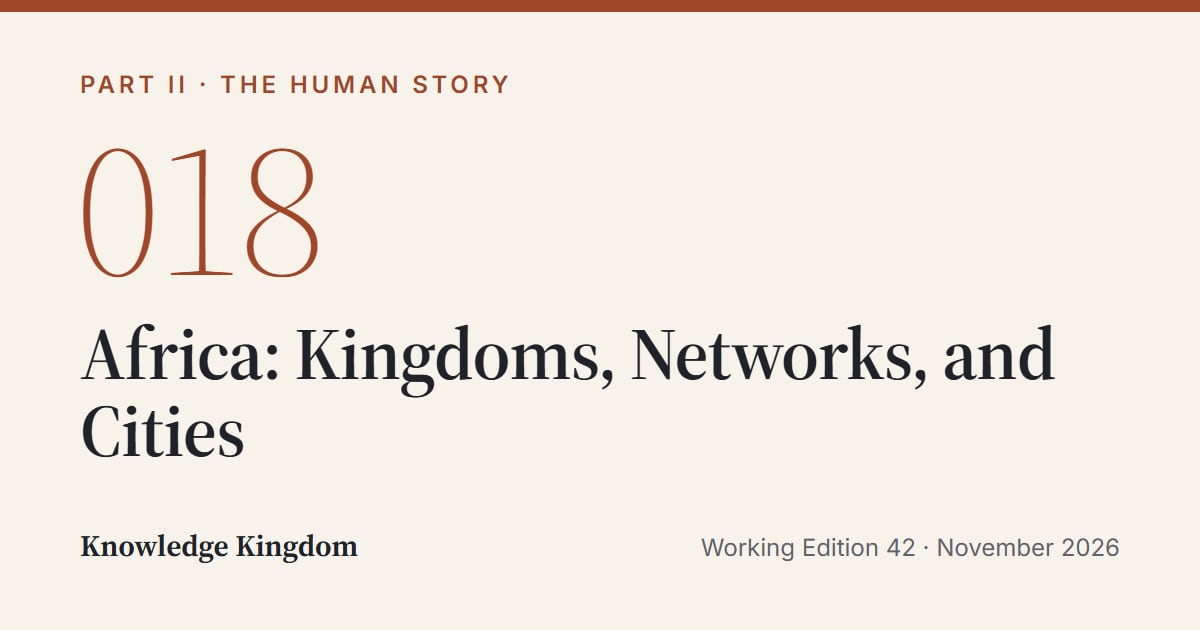 PART II · THE HUMAN STORY
018
Africa: Kingdoms, Networks, and
Cities
Knowledge Kingdom
Working Edition 42 · November 2026